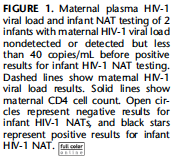 FIGURE 1. Maternal plasma HIV-1
viral load and infant NAT testing of 2
infants with maternal HIV-1 viral load
nondetected or detected but less
than 40 copies/mL before positive
results for infant HIV-1 NAT testing.
Dashed lines show maternal HIV-1
viral load results. Solid lines show
maternal CD4 cell count. Open cir-
cles represent negative results for
infant HIV-1 NATs, and black stars
represent positive results for infant
HIV-1 NAT. full color
online